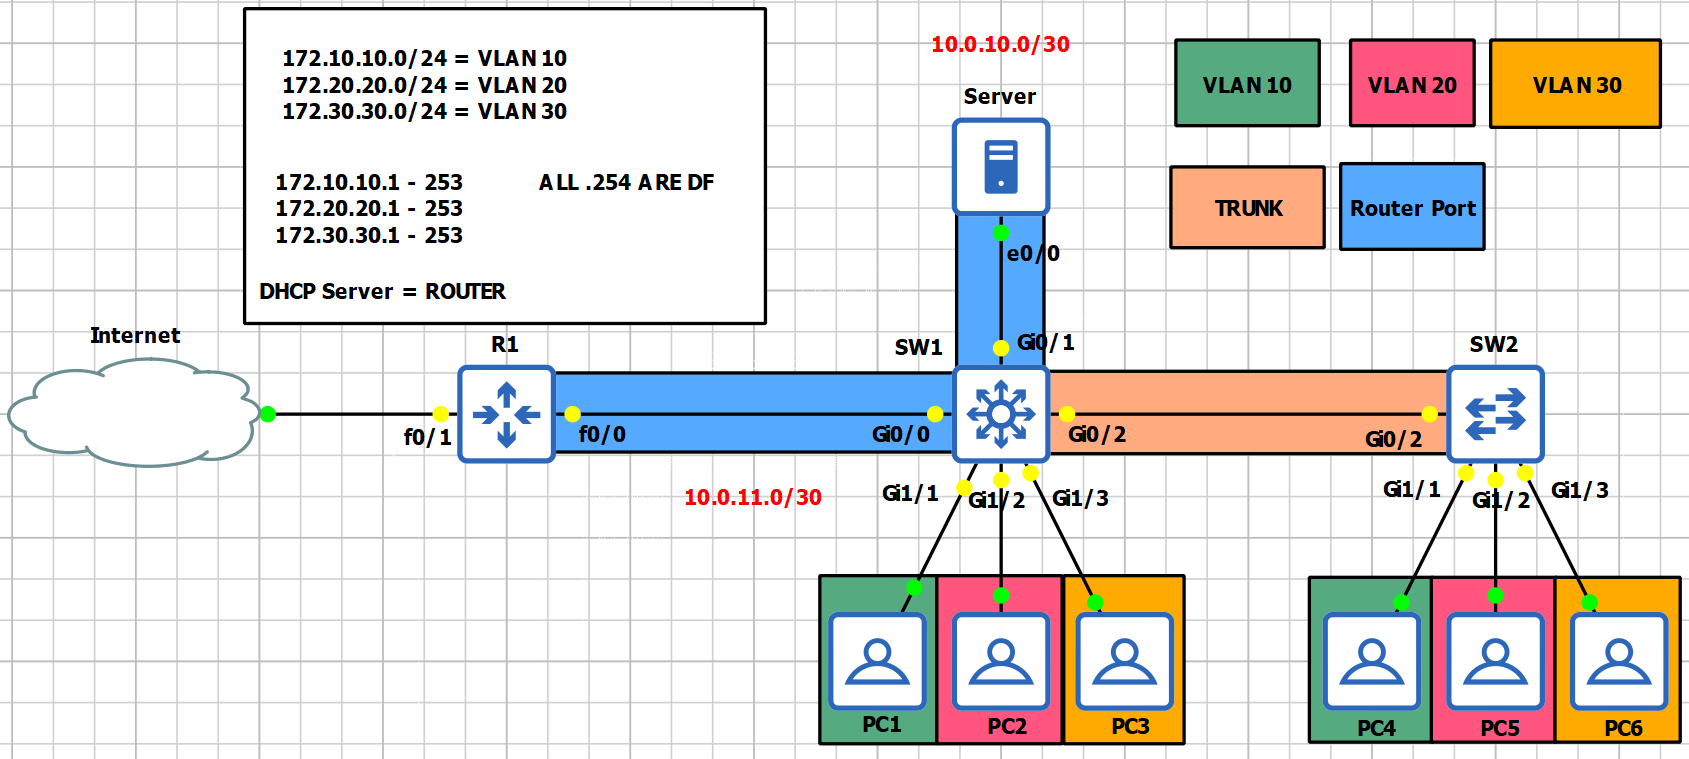 172.10.10.0/24 = VLAN 10
172.20.20.0/24 = VLAN 20
172.30.30.0/24 = VLAN 30
172.10.10.1 - 253 ALL .254 ARE DF
172.20.20.1 - 253
172.30.30.1 - 253
DHCP Server = ROUTER
10.0.10.0/30
Server
e0/0
VLAN 10
VLAN 20
VLAN 30
TRUNK
Router Port
Internet
R1
f0/1
f0/0
SW1
Gi0/1
Gi0/0
Gi0/2
SW2
Gi0/2
10.0.11.0/30
Gi1/1
Gi1/2
Gi1/3
Gi1/1
Gi1/2
Gi1/3
PC1
PC2
PC3
PC4
PC5
PC6